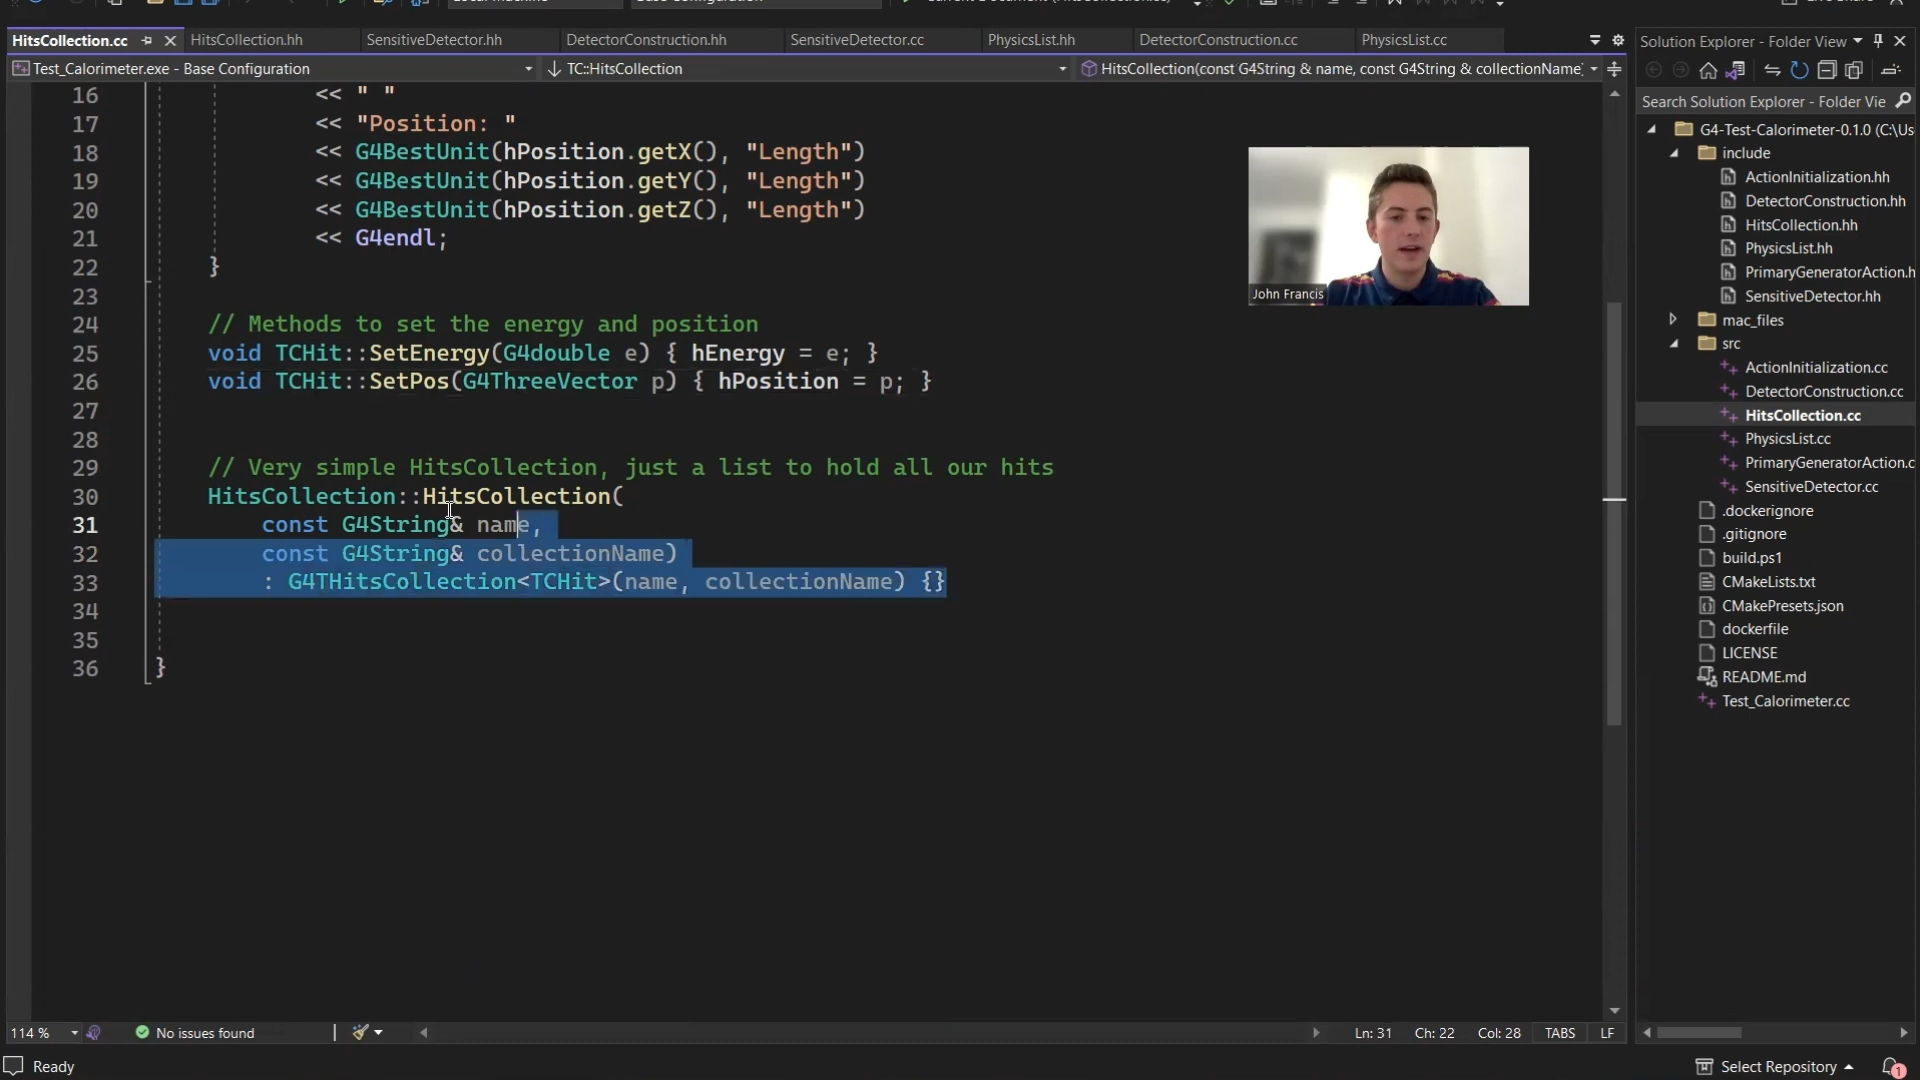 HitsCollection.cc
HitsCollection.hh
SensitiveDetector.hh
DetectorConstruction.hh
SensitiveDetector.cc
PhysicsList.hh
DetectorConstruction.cc
PhysicsList.cc
Test_Calorimeter.exe - Base Configuration
TC::HitsCollection
HitsCollection(const G4String & name, const G4String & collectionName)
16 << " "
17 << "Position: "
18 << G4BestUnit(hPosition.getX(), "Length")
19 << G4BestUnit(hPosition.getY(), "Length")
20 << G4BestUnit(hPosition.getZ(), "Length")
21 << G4endl;
22 }
23
24 // Methods to set the energy and position
25 void TCHit::SetEnergy(G4double e) { hEnergy = e; }
26 void TCHit::SetPos(G4ThreeVector p) { hPosition = p; }
27
28
29 // Very simple HitsCollection, just a list to hold all our hits
30 HitsCollection::HitsCollection(
31 const G4String& name,
32 const G4String& collectionName)
33 : G4THitsCollection<TCHit>(name, collectionName) {}
34
35
36 }
John Francis
Solution Explorer - Folder View
Search Solution Explorer - Folder Vie
G4-Test-Calorimeter-0.1.0 (C:\Us
include
ActionInitialization.hh
DetectorConstruction.hh
HitsCollection.hh
PhysicsList.hh
PrimaryGeneratorAction.h
SensitiveDetector.hh
mac_files
src
ActionInitialization.cc
DetectorConstruction.cc
HitsCollection.cc
PhysicsList.cc
PrimaryGeneratorAction.c
SensitiveDetector.cc
.dockerignore
.gitignore
build.ps1
CMakeLists.txt
CMakePresets.json
dockerfile
LICENSE
README.md
Test_Calorimeter.cc
114 %
No issues found
Ln: 31
Ch: 22
Col: 28
TABS
LF
Ready
Select Repository
1